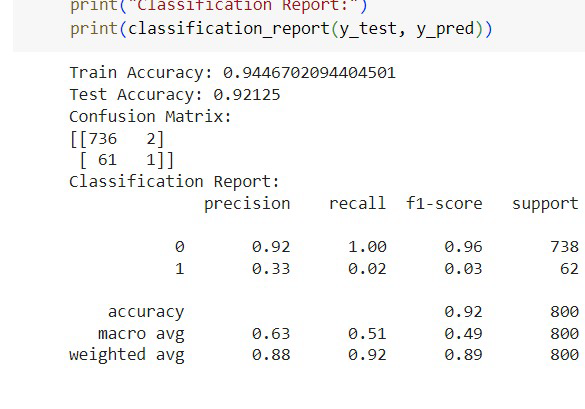 print("Classification Report:")
print(classification_report(y_test, y_pred))
Train Accuracy: 0.9446702094404501
Test Accuracy: 0.92125
Confusion Matrix:
[[736   2]
 [ 61   1]]
Classification Report:
              precision    recall  f1-score   support

           0       0.92      1.00      0.96       738
           1       0.33      0.02      0.03        62

    accuracy                           0.92       800
   macro avg       0.63      0.51      0.49       800
weighted avg       0.88      0.92      0.89       800